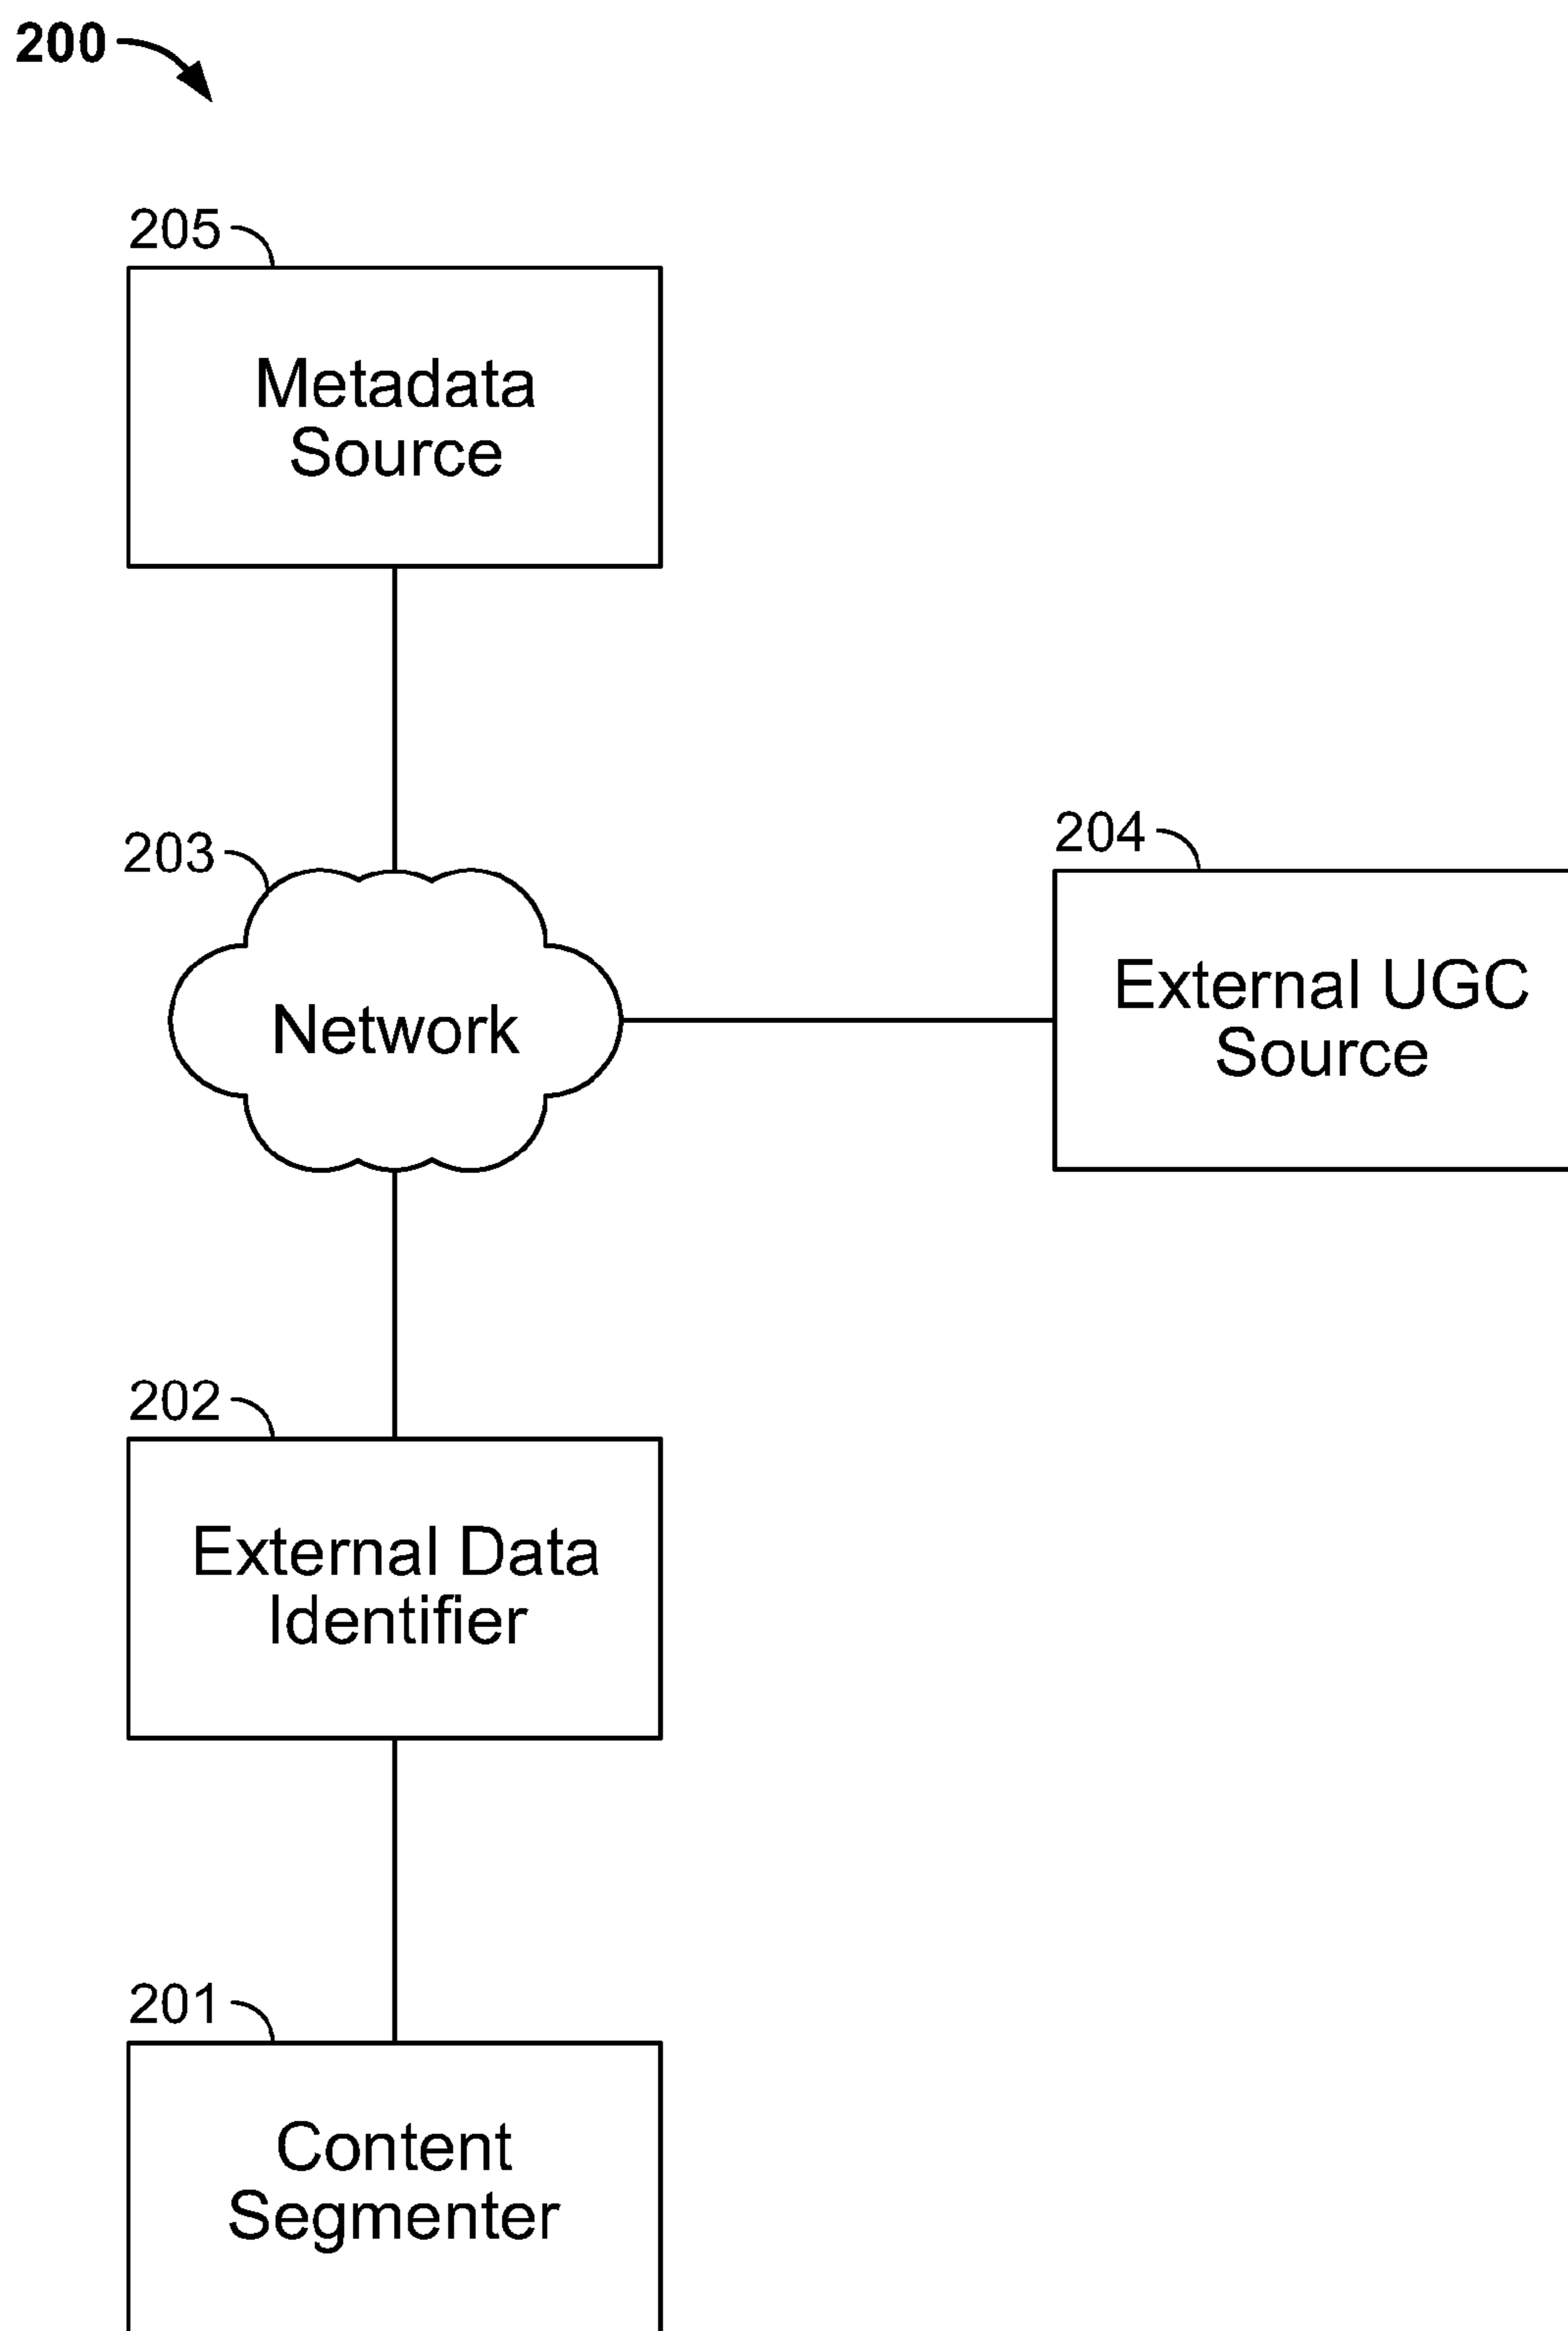 200
205
Metadata
Source
203
Network
204
External UGC
Source
202
External Data
Identifier
201
Content
Segmenter